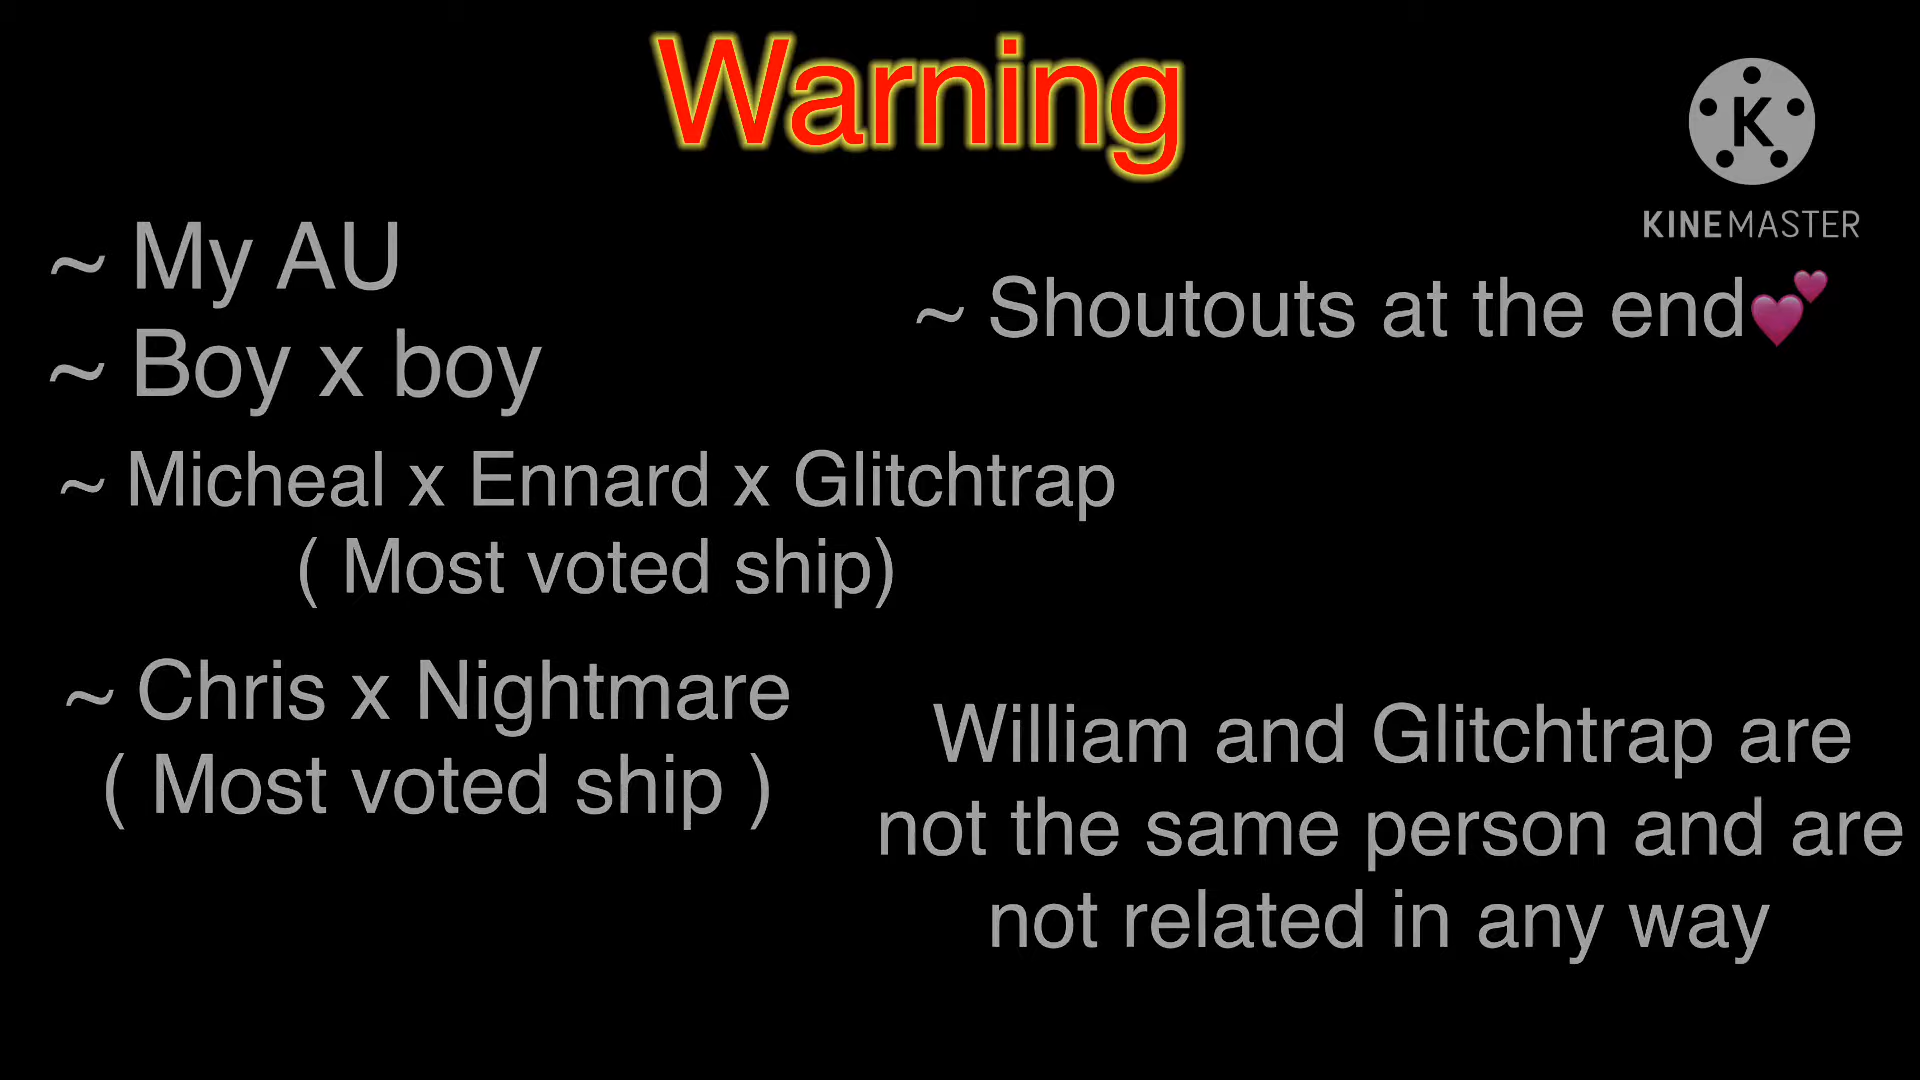 Warning
K
KINEMASTER
~ My AU
~ Boy x boy
~ Shoutouts at the end💕
~ Micheal x Ennard x Glitchtrap
( Most voted ship)
~ Chris x Nightmare
( Most voted ship )
William and Glitchtrap are
not the same person and are
not related in any way